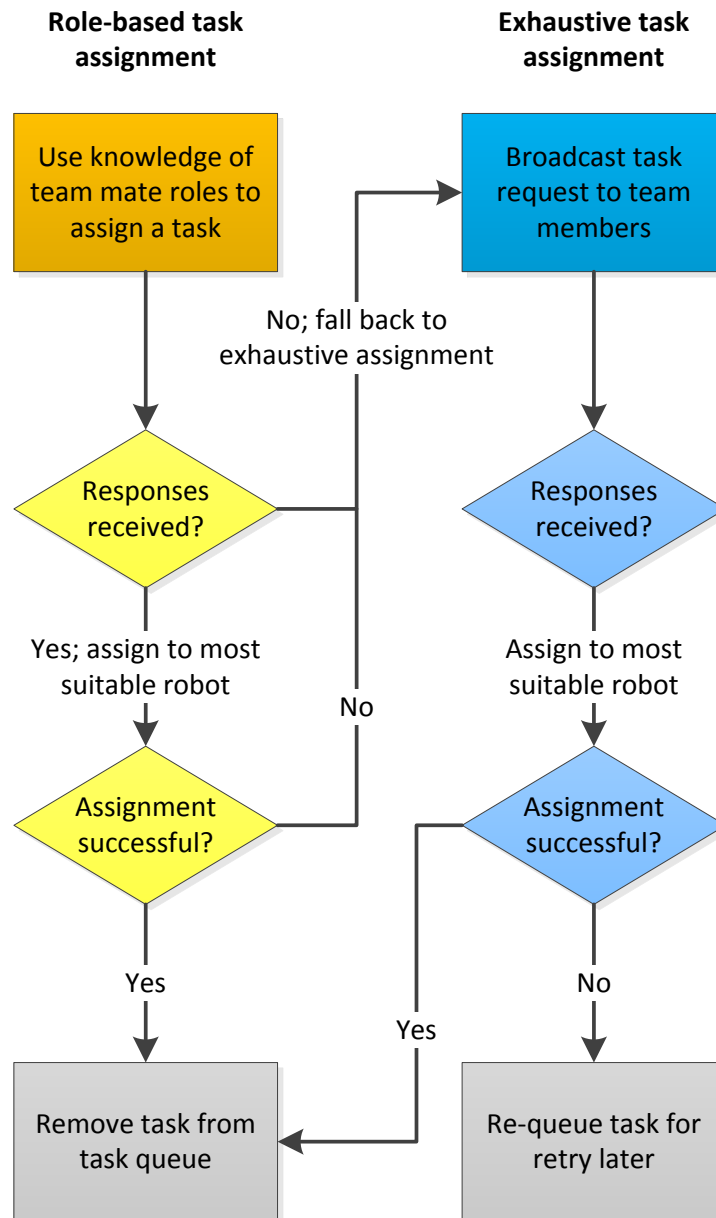 Role-based task
assignment
Exhaustive task
assignment
Use knowledge of
team mate roles to
assign a task
Broadcast task
request to team
members
No; fall back to
exhaustive assignment
Responses
received?
Responses
received?
Yes; assign to most
suitable robot
Assign to most
suitable robot
No
Assignment
successful?
Assignment
successful?
Yes
No
Yes
Remove task from
task queue
Re-queue task for
retry later